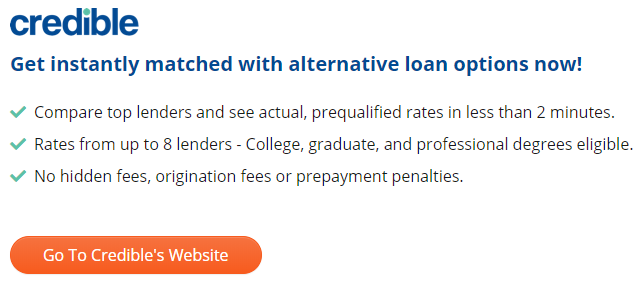 credible
Get instantly matched with alternative loan options now!
Compare top lenders and see actual, prequalified rates in less than 2 minutes.
Rates from up to 8 lenders - College, graduate, and professional degrees eligible.
No hidden fees, origination fees or prepayment penalties.
Go To Credible's Website